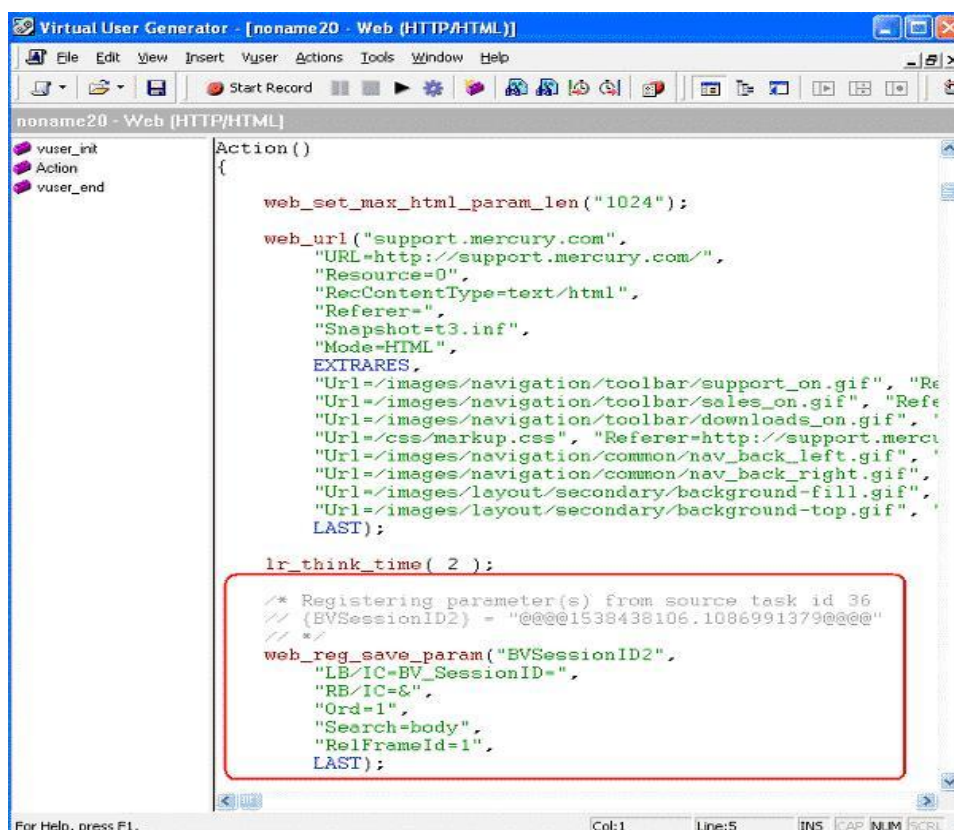 Virtual User Generator - [noname20 - Web (HTTP/HTML)]
File Edit View Insert Vuser Actions Tools Window Help
Start Record
noname20 - Web (HTTP/HTML)
vuser_init
Action
vuser_end
Action()
{
web_set_max_html_param_len("1024");
web_url("support.mercury.com",
"URL=http://support.mercury.com/",
"Resource=0",
"RecContentType=text/html",
"Referer=",
"Snapshot=t3.inf",
"Mode=HTML",
EXTRARES,
"Url=/images/navigation/toolbar/support_on.gif", "Re
"Url=/images/navigation/toolbar/sales_on.gif", "Refe
"Url=/images/navigation/toolbar/downloads_on.gif", "
"Url=/css/markup.css", "Referer=http://support.mercu
"Url=/images/navigation/common/nav_back_left.gif", "
"Url=/images/navigation/common/nav_back_right.gif",
"Url=/images/layout/secondary/background-fill.gif",
"Url=/images/layout/secondary/background-top.gif", "
LAST);
lr_think_time( 2 );
/* Registering parameter(s) from source task id 36
// {BVSessionID2} = "@@@@1538438106.1086991379@@@@"
// */
web_reg_save_param("BVSessionID2",
"LB/IC=BV_SessionID=",
"RB/IC=&",
"Ord=1",
"Search=body",
"RelFrameId=1",
LAST);
For Help, press F1. Col:1 Line:5 INS CAP NUM SCRL